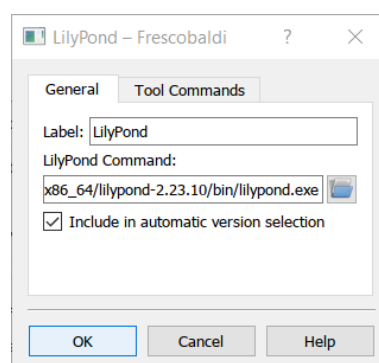 LilyPond – Frescobaldi ?
General Tool Commands
Label: LilyPond
LilyPond Command:
x86_64/lilypond-2.23.10/bin/lilypond.exe
Include in automatic version selection
OK Cancel Help